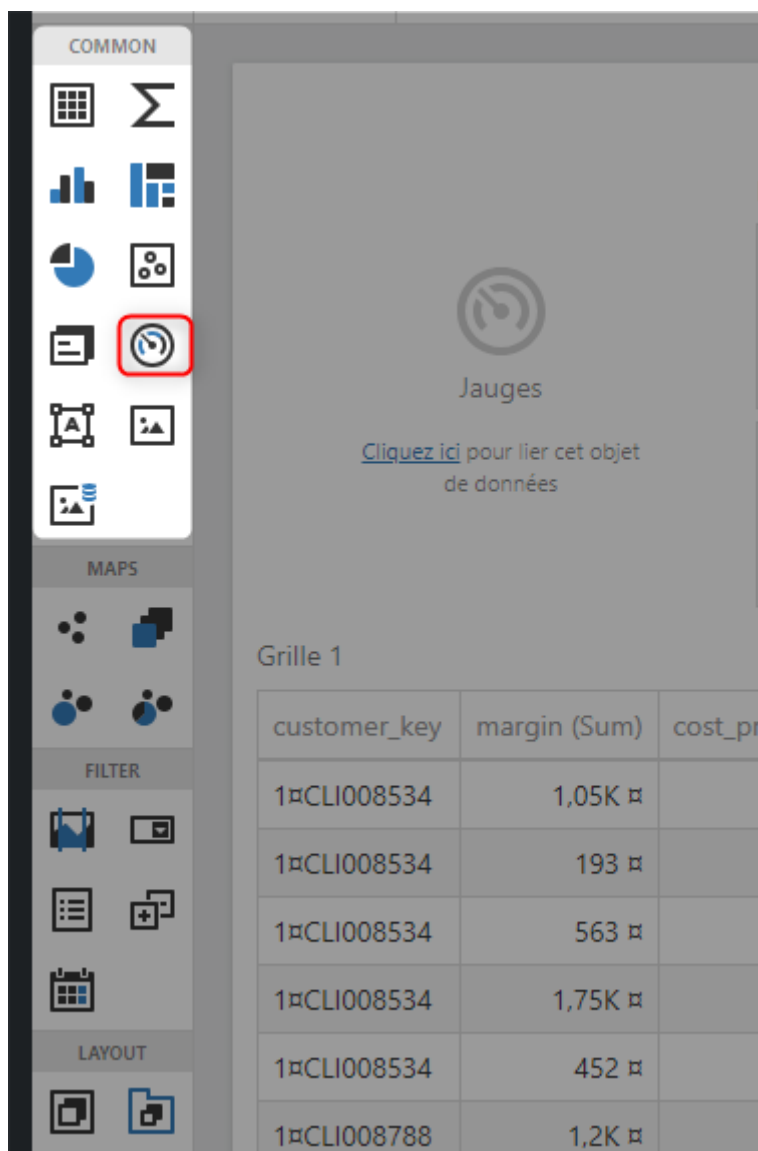 COMMON
A
Jauges
Cliquez ici pour lier cet objet
de données
MAPS
Grille 1
customer_key margin (Sum) cost_pr
FILTER
1¤CLI008534 1,05K ¤
1¤CLI008534 193 ¤
1¤CLI008534 563 ¤
1¤CLI008534 1,75K ¤
LAYOUT
1¤CLI008534 452 ¤
1¤CLI008788 1,2K ¤